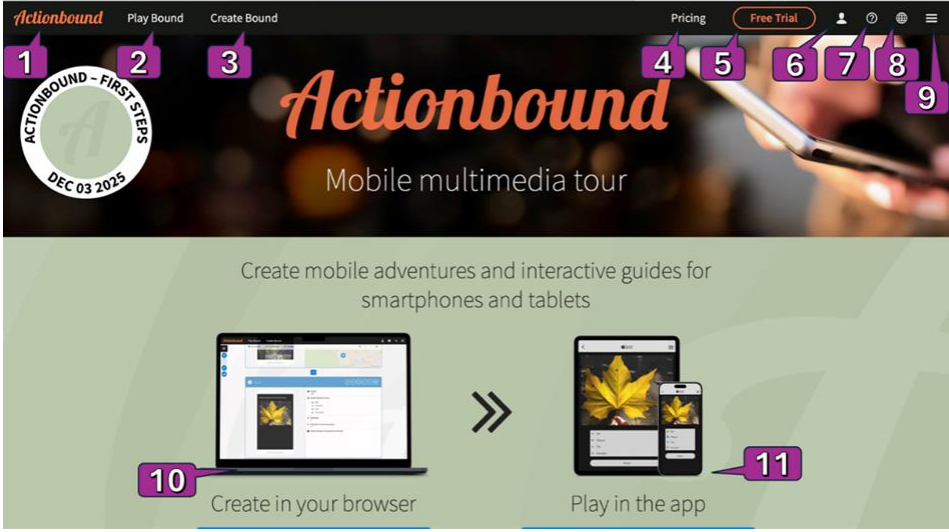 Actionbound Play Bound Create Bound Pricing Free Trial
1 2 3 4 5 6 7 8 9
ACTIONBOUND – FIRST STEPS
DEC 03 2025
Actionbound
Mobile multimedia tour
Create mobile adventures and interactive guides for
smartphones and tablets
10 11
Create in your browser Play in the app